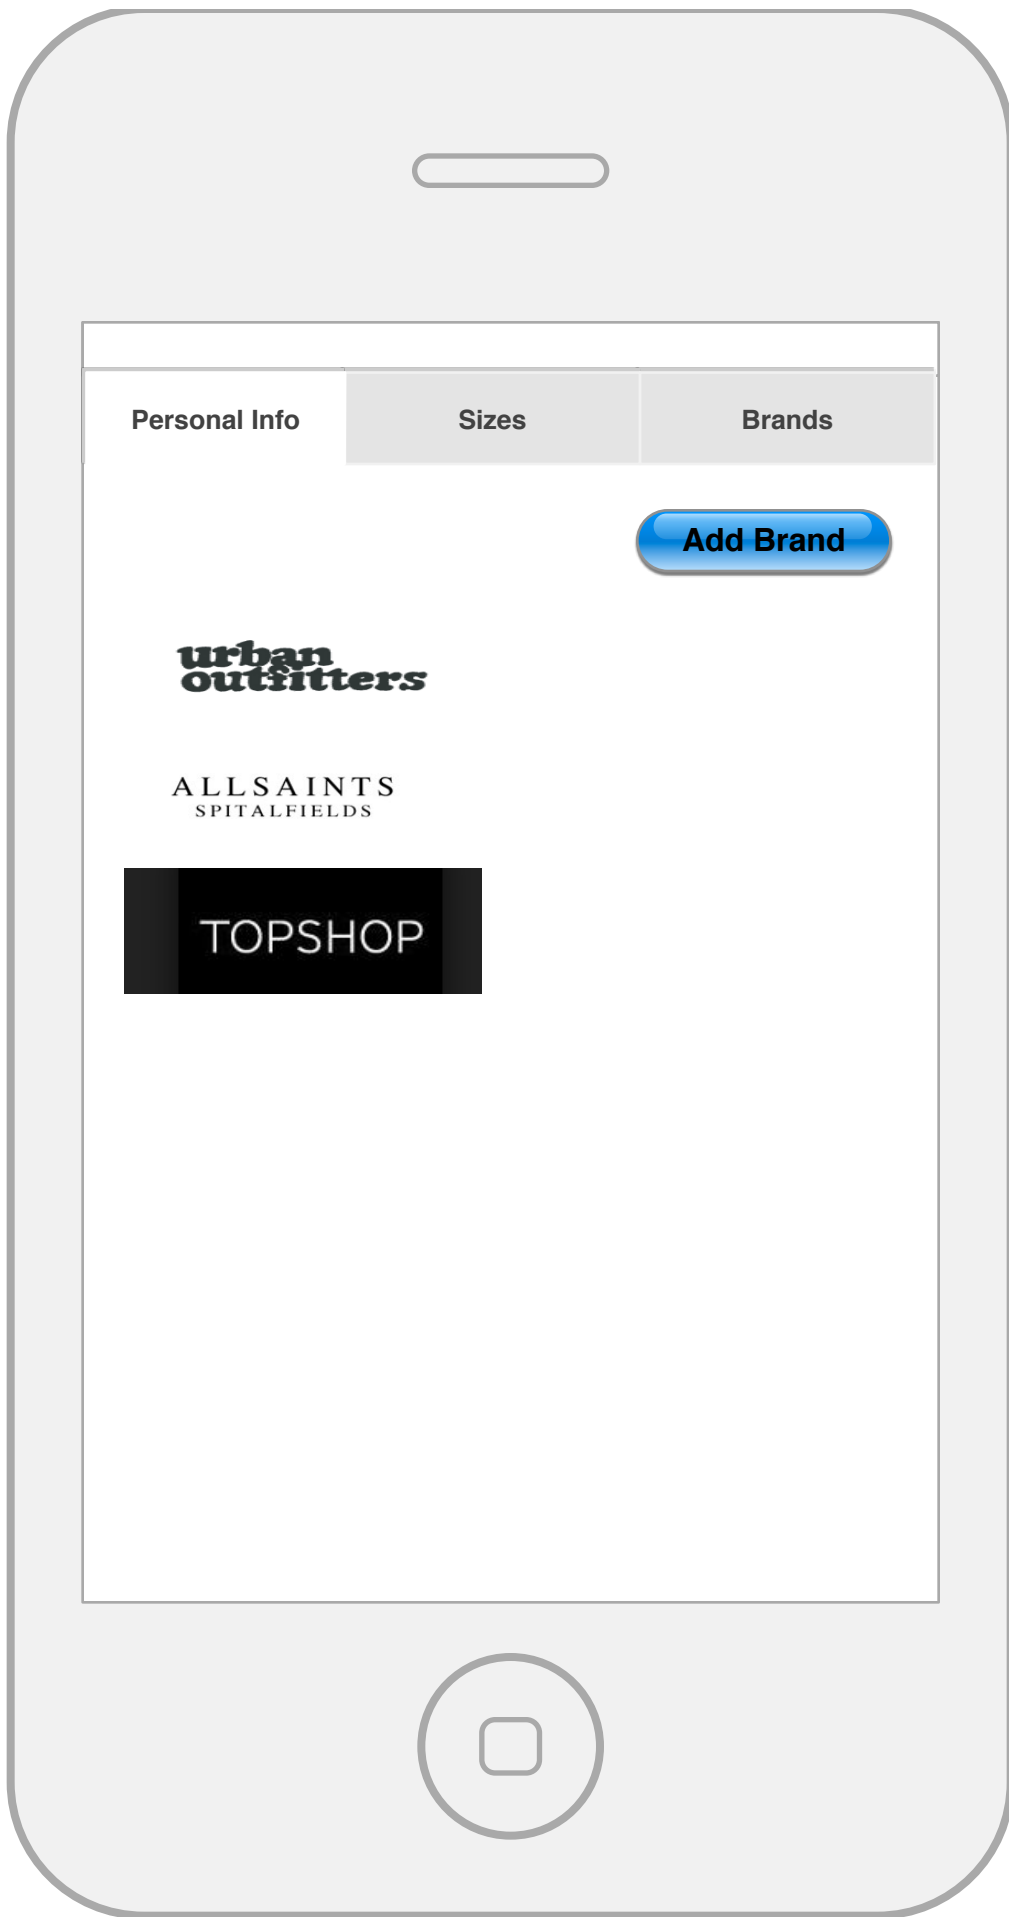 Personal Info Sizes Brands
Add Brand
urban
outfitters
ALLSAINTS
SPITALFIELDS
TOPSHOP